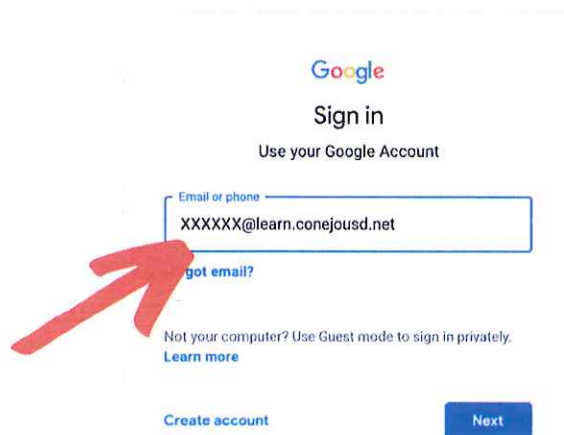 Google
Sign in
Use your Google Account
Email or phone
XXXXXX@learn.conejousd.net
got email?
Not your computer? Use Guest mode to sign in privately.
Learn more
Create account
Next